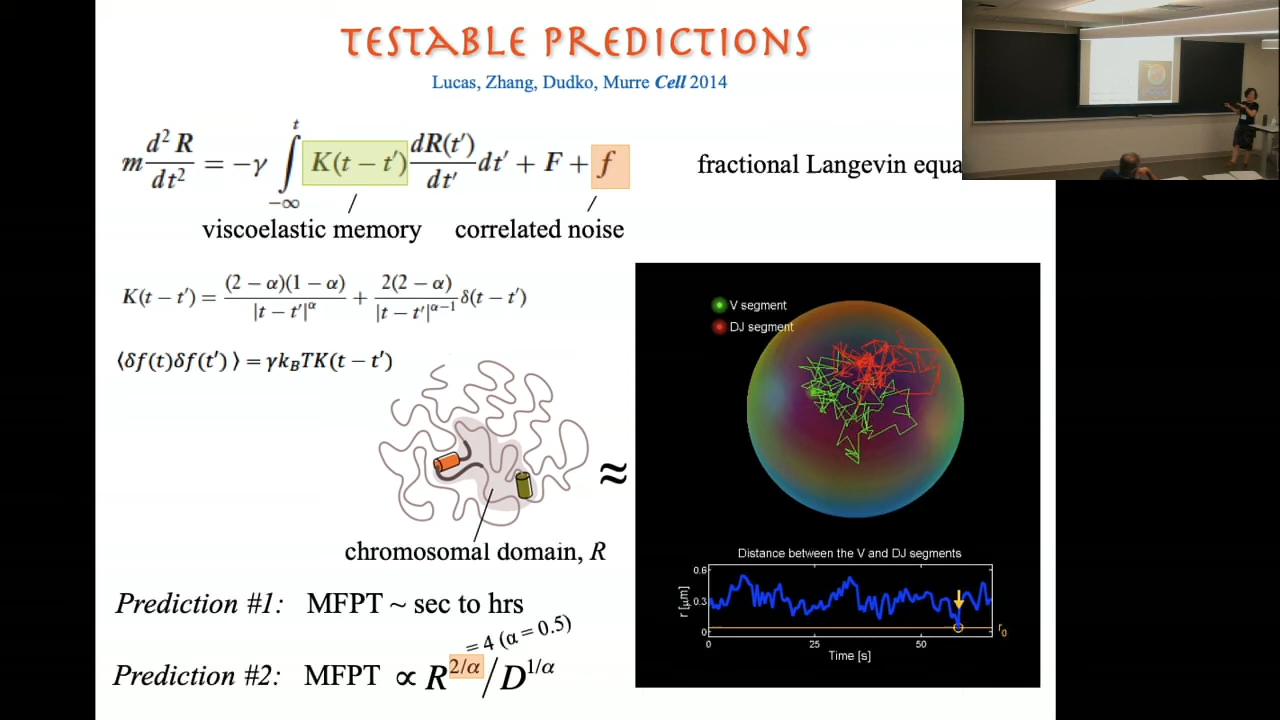 TESTABLE PREDICTIONS
Lucas, Zhang, Dudko, Murre Cell 2014
m d² R / dt² = −γ ∫_{−∞}^{t} K(t − t′) dR(t′) / dt′ dt′ + F + f
fractional Langevin equa
viscoelastic memory correlated noise
K(t − t′) = (2 − α)(1 − α) / |t − t′|^α + 2(2 − α) / |t − t′|^{α−1} δ(t − t′)
⟨δf(t)δf(t′)⟩ = γk_BTK(t − t′)
V segment
DJ segment
≈
chromosomal domain, R
Distance between the V and DJ segments
r [μm]
0.6
0.3
0
r₀
0 25 50
Time [s]
Prediction #1: MFPT ~ sec to hrs
= 4 (α = 0.5)
Prediction #2: MFPT ∝ R^{2/α} / D^{1/α}